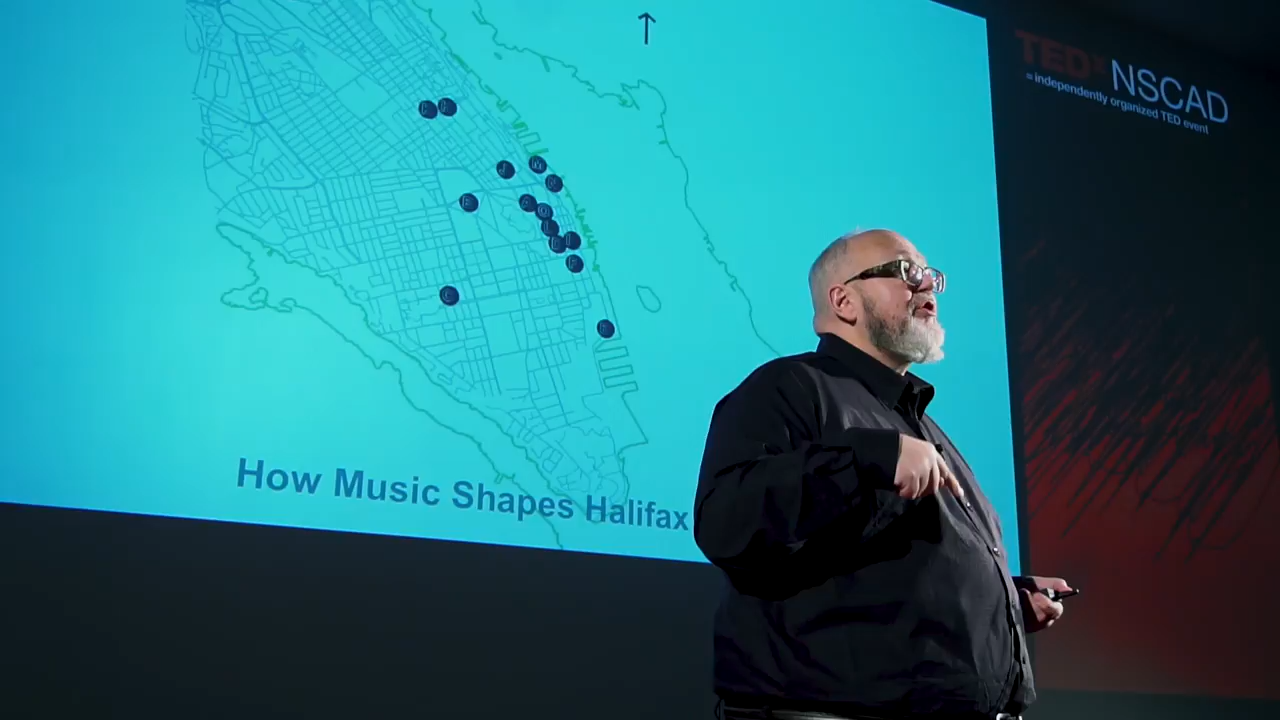 TEDx NSCAD
= independently organized TED event
How Music Shapes Halifax